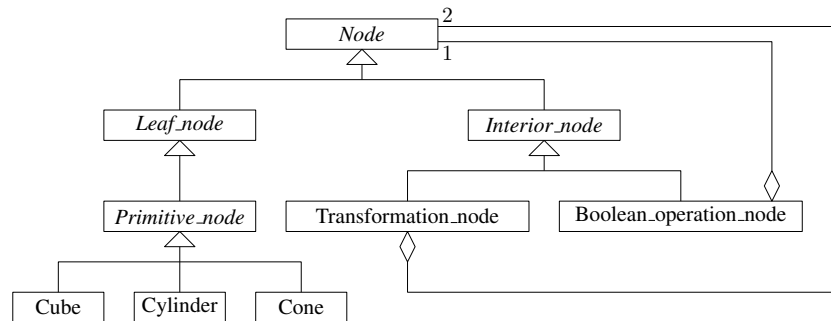 Node
2
1
Leaf_node
Interior_node
Primitive_node
Transformation_node
Boolean_operation_node
Cube
Cylinder
Cone